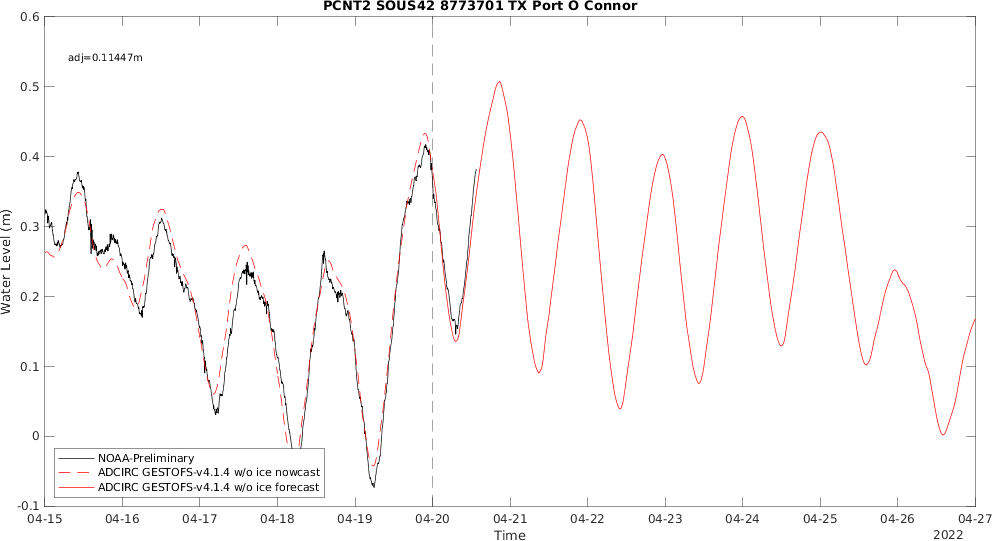 PCNT2 SOUS42 8773701 TX Port O Connor
adj=0.11447m
0.6
0.5
0.4
0.3
0.2
0.1
0
-0.1
Water Level (m)
NOAA-Preliminary
ADCIRC GESTOFS-v4.1.4 w/o ice nowcast
ADCIRC GESTOFS-v4.1.4 w/o ice forecast
04-15 04-16 04-17 04-18 04-19 04-20 04-21 04-22 04-23 04-24 04-25 04-26 04-27
Time
2022